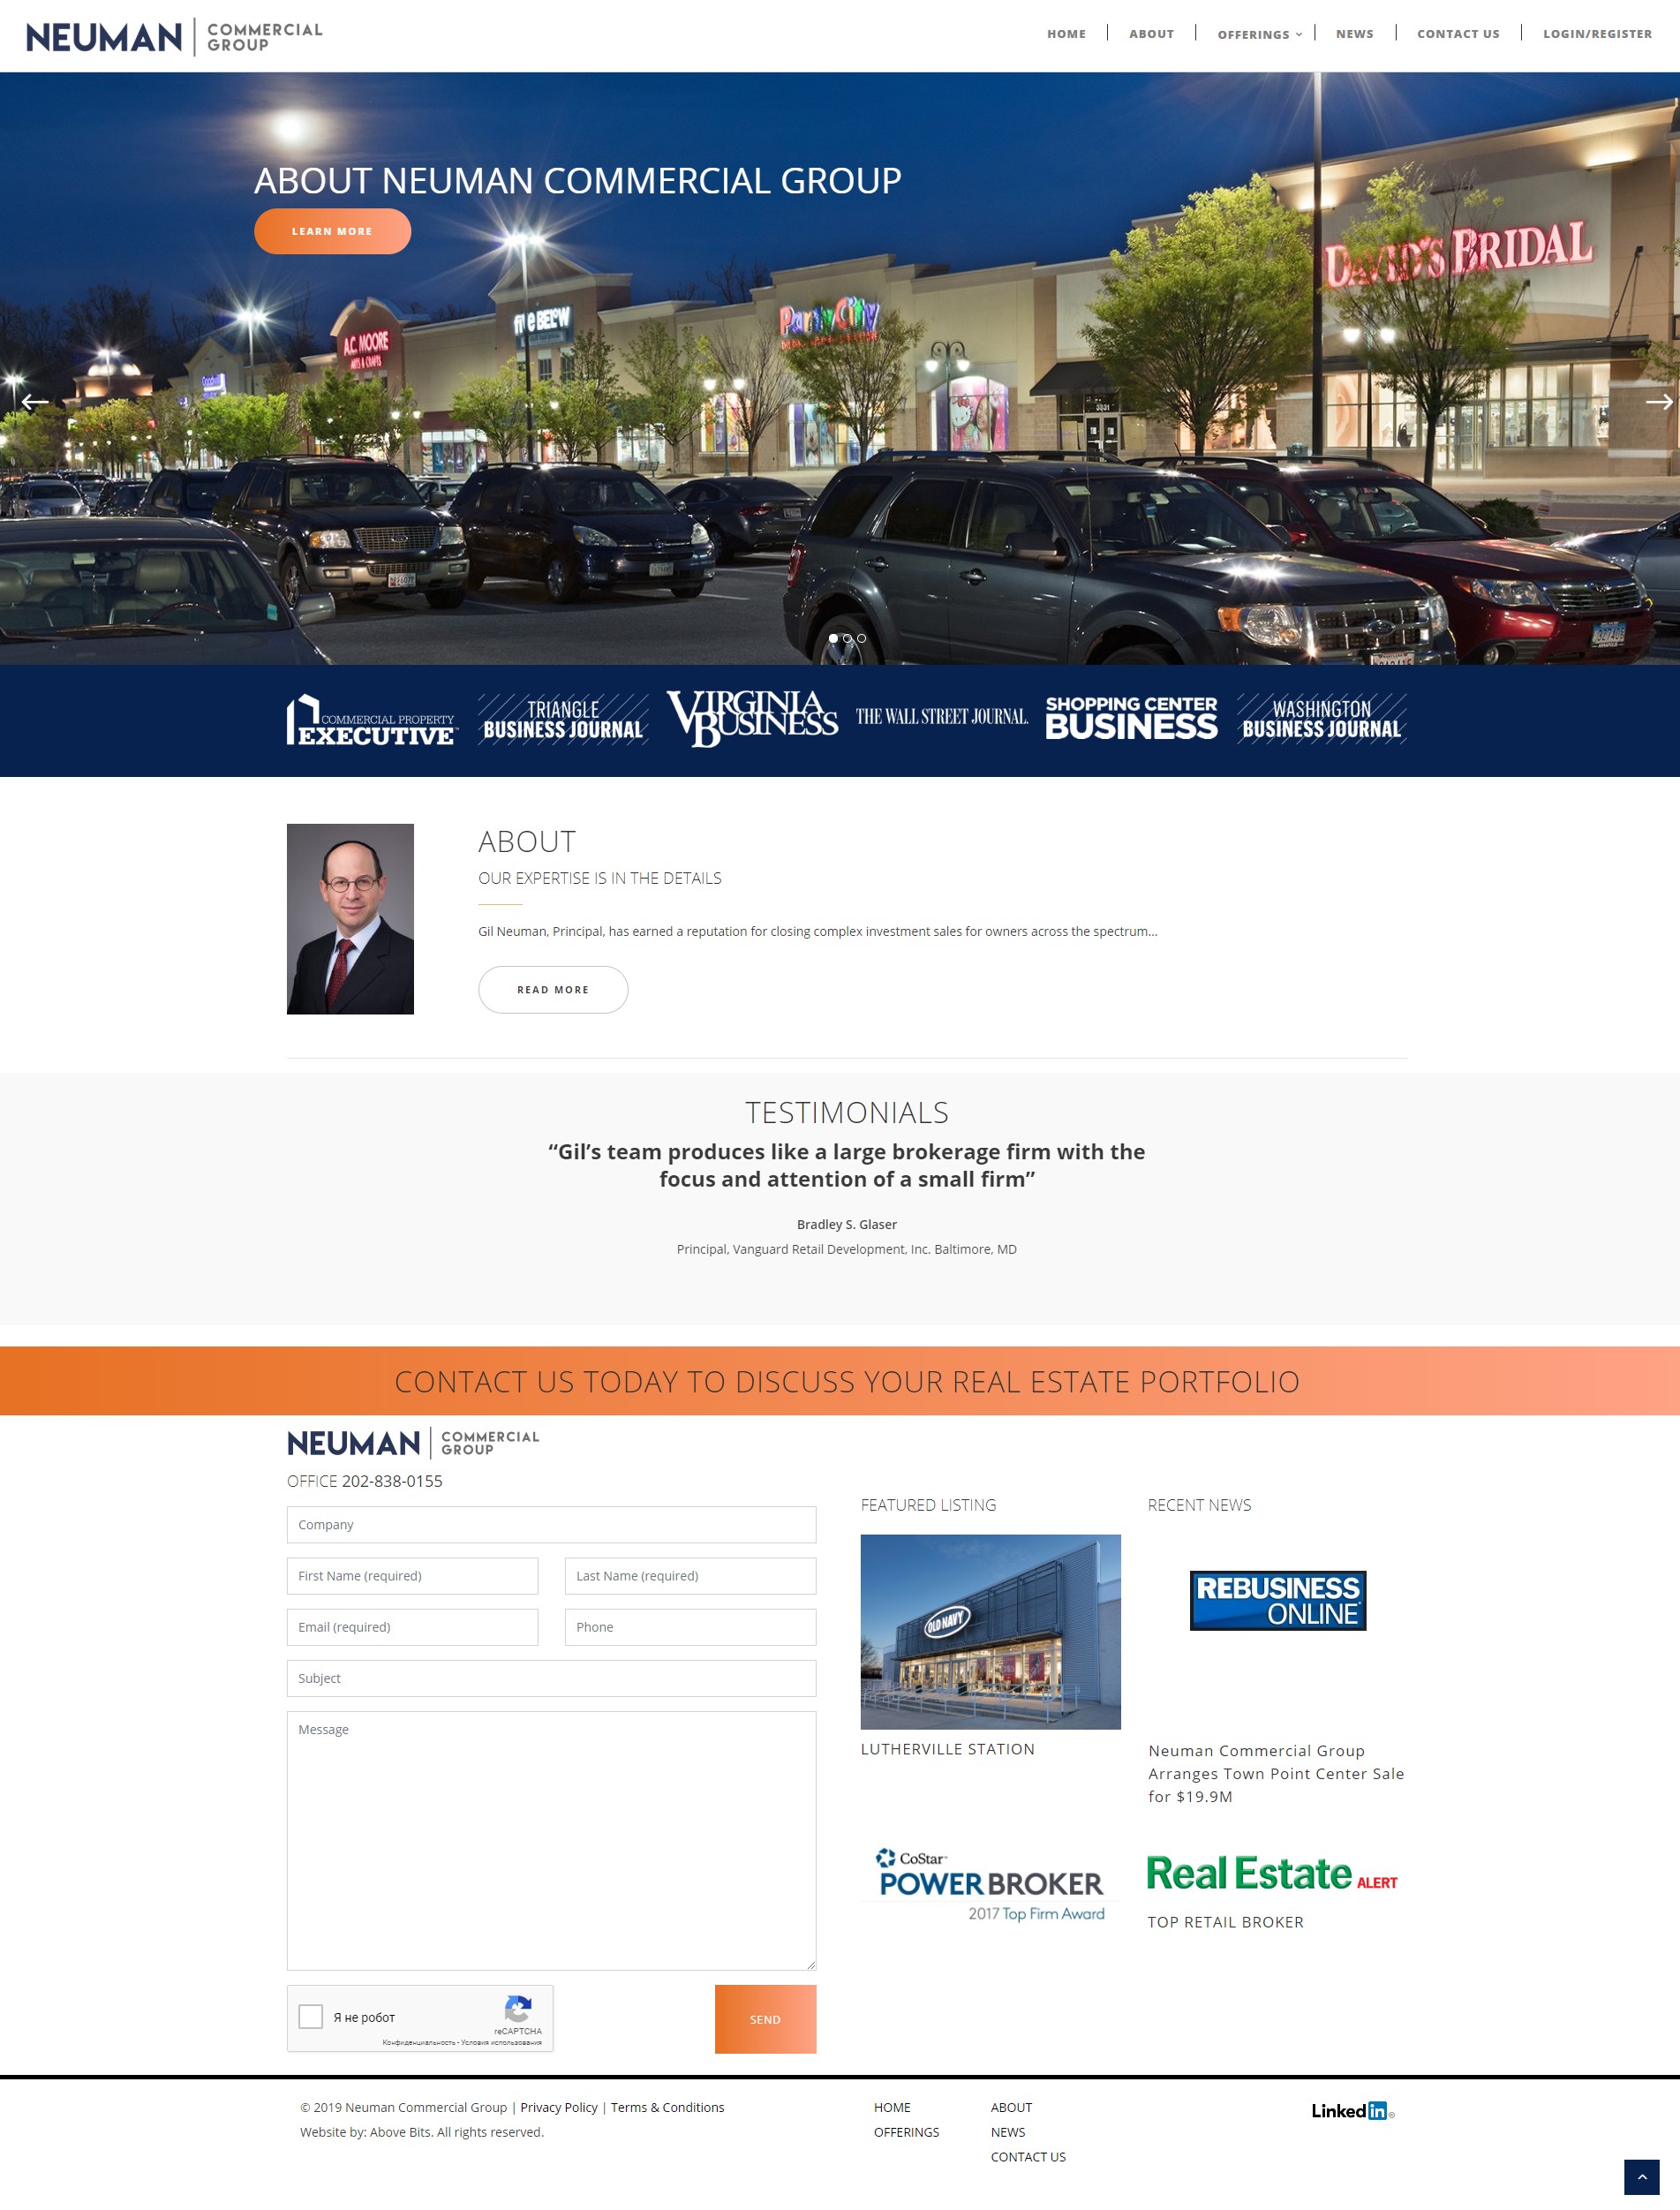 NEUMAN
COMMERCIAL
GROUP
HOME
ABOUT
OFFERINGS
NEWS
CONTACT US
LOGIN/REGISTER
ABOUT NEUMAN COMMERCIAL GROUP
LEARN MORE
DAVID'S BRIDAL
A.C. MOORE
ARTS & CRAFTS
five BELOW
Party City
3931
COMMERCIAL PROPERTY
EXECUTIVE
TRIANGLE
BUSINESS JOURNAL
VIRGINIA
BUSINESS
THE WALL STREET JOURNAL.
SHOPPING CENTER
BUSINESS
WASHINGTON
BUSINESS JOURNAL
ABOUT
OUR EXPERTISE IS IN THE DETAILS
Gil Neuman, Principal, has earned a reputation for closing complex investment sales for owners across the spectrum...
READ MORE
TESTIMONIALS
“Gil’s team produces like a large brokerage firm with the
focus and attention of a small firm”
Bradley S. Glaser
Principal, Vanguard Retail Development, Inc. Baltimore, MD
CONTACT US TODAY TO DISCUSS YOUR REAL ESTATE PORTFOLIO
NEUMAN
COMMERCIAL
GROUP
OFFICE 202-838-0155
Company
First Name (required)
Last Name (required)
Email (required)
Phone
Subject
Message
Я не робот
reCAPTCHA
Конфиденциальность - Условия использования
SEND
FEATURED LISTING
OLD NAVY
LUTHERVILLE STATION
CoStar™
POWER BROKER
2017 Top Firm Award
RECENT NEWS
REBUSINESS
ONLINE
Neuman Commercial Group
Arranges Town Point Center Sale
for $19.9M
Real Estate ALERT
TOP RETAIL BROKER
© 2019 Neuman Commercial Group | Privacy Policy | Terms & Conditions
Website by: Above Bits. All rights reserved.
HOME
OFFERINGS
ABOUT
NEWS
CONTACT US
Linked in ®